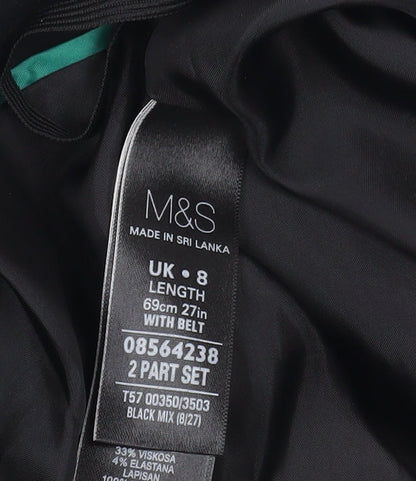 M&S
MADE IN SRI LANKA
UK • 8
LENGTH
69cm 27in
WITH BELT
08564238
2 PART SET
T57 00350/3503
BLACK MIX (8/27)
33% VISKOSA
4% ELASTANA
LAPISAN